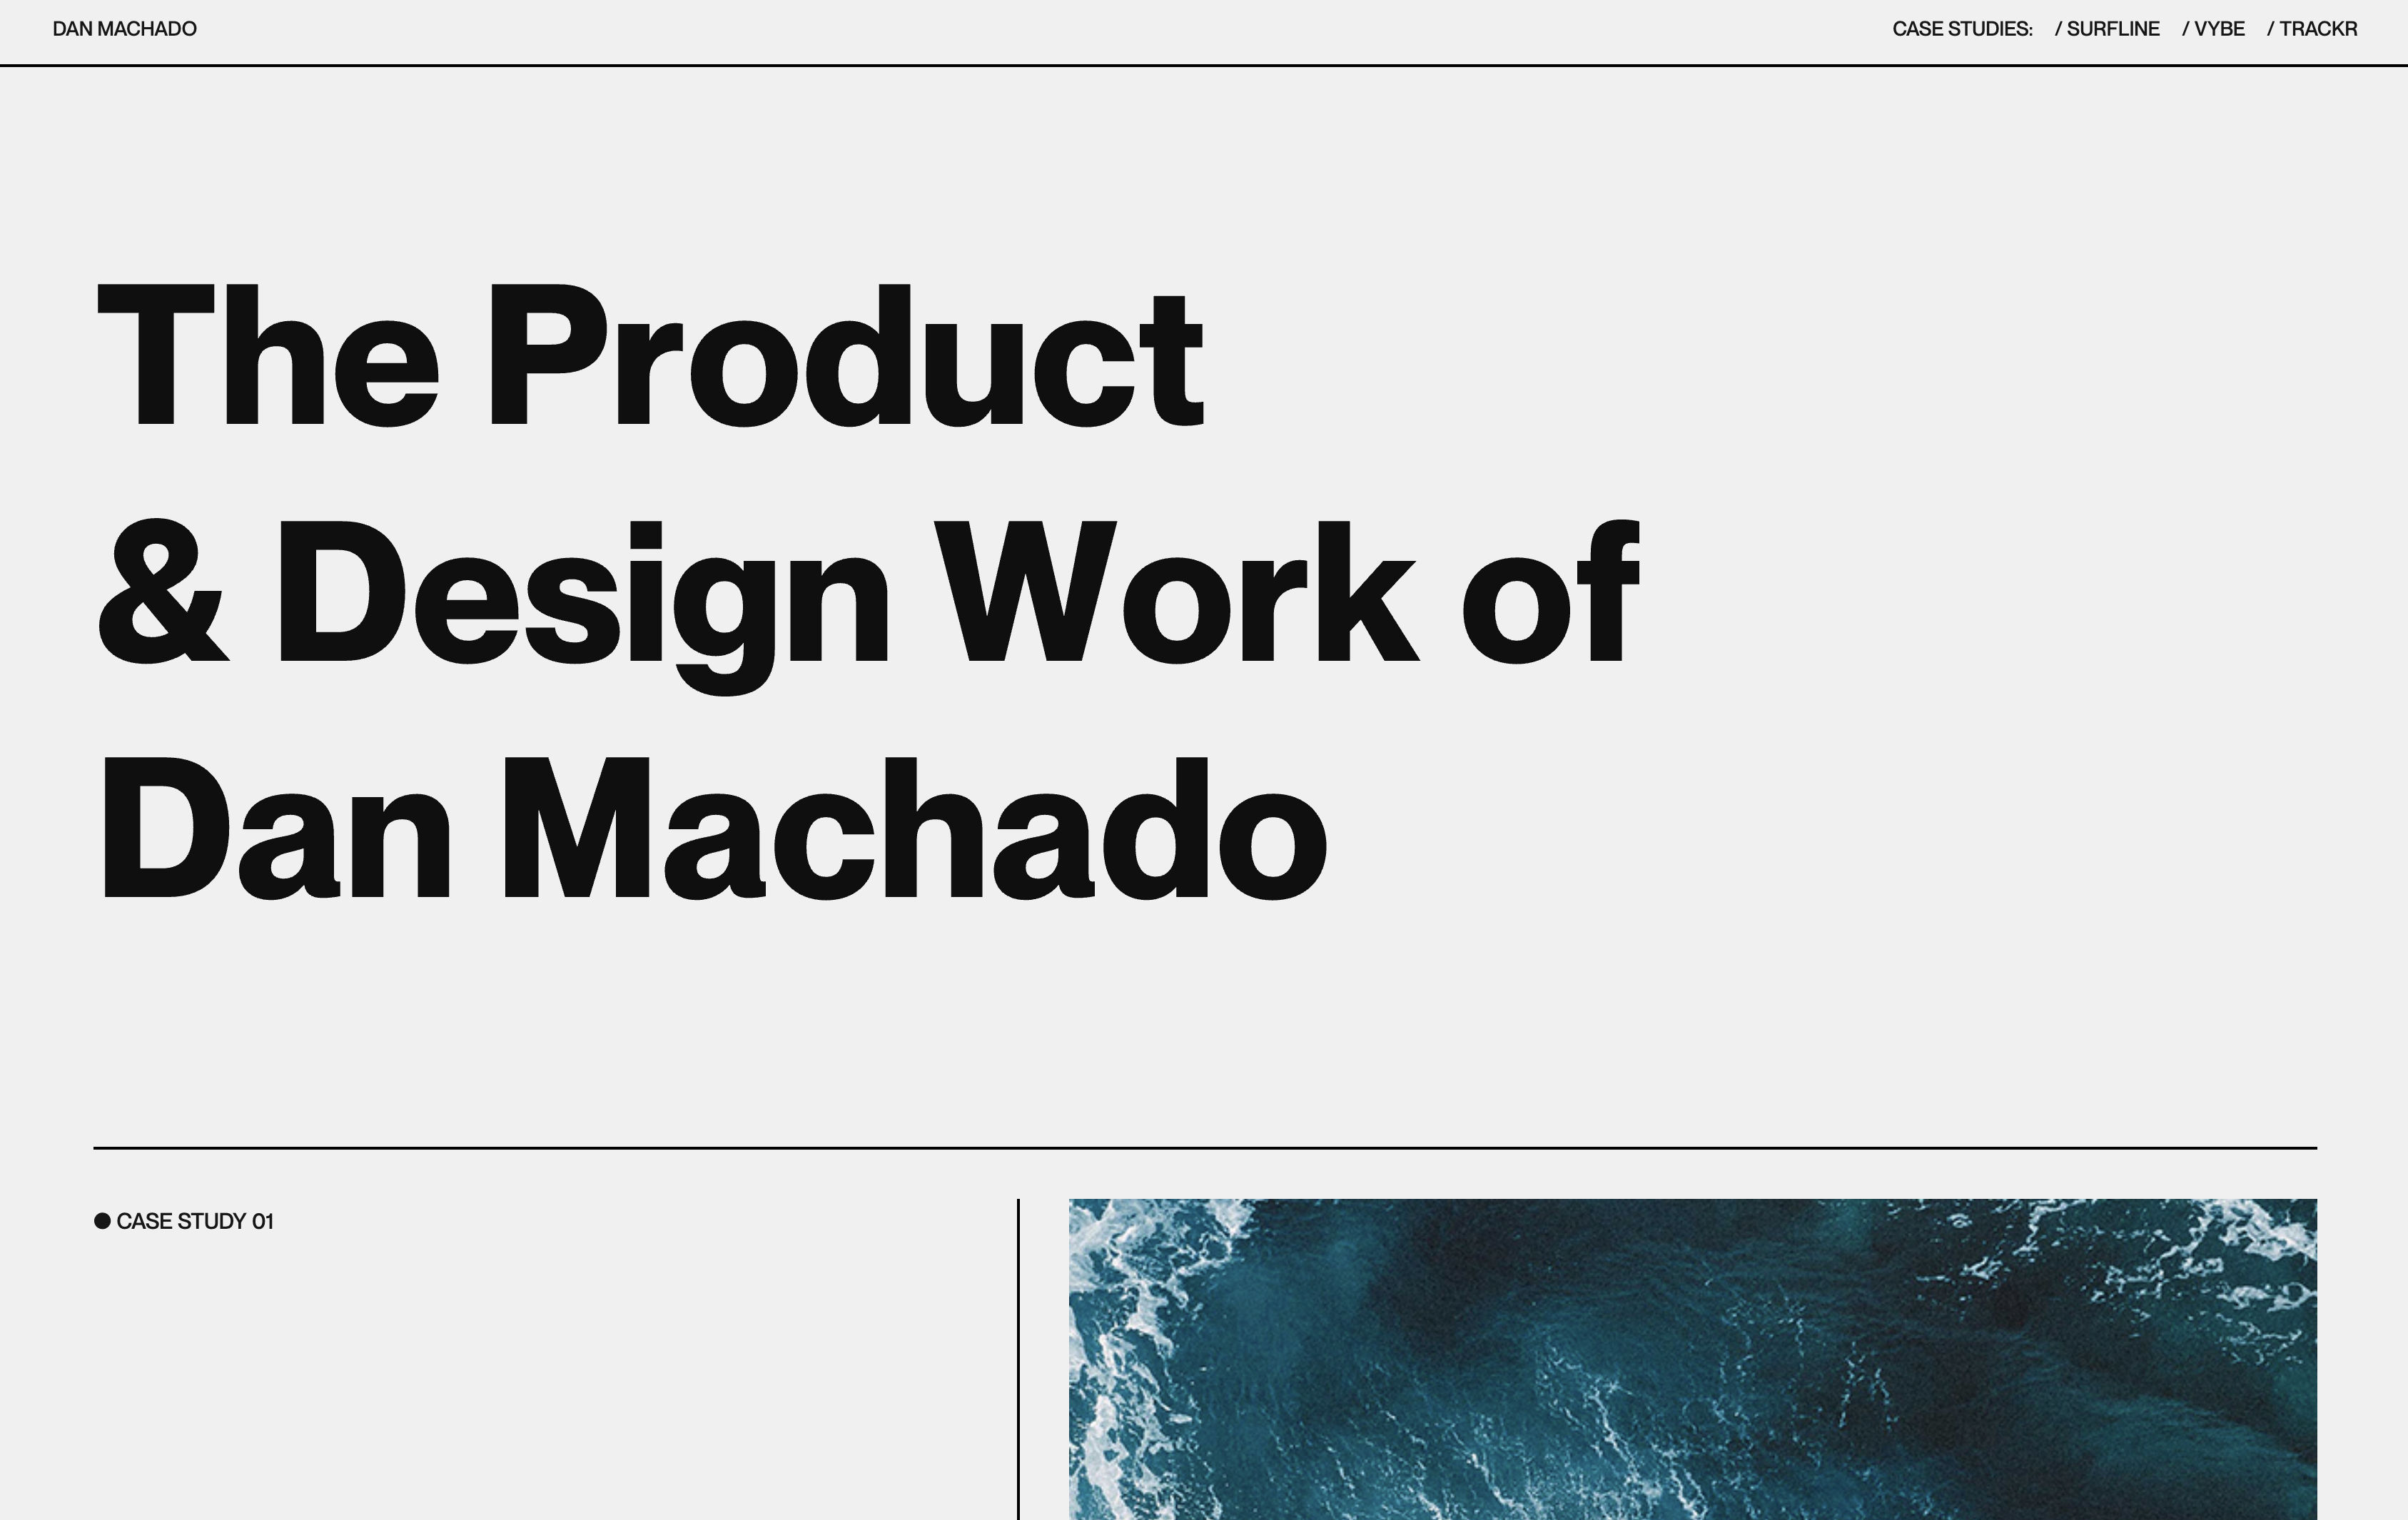 DAN MACHADO
CASE STUDIES: / SURFLINE / VYBE / TRACKR
The Product
& Design Work of
Dan Machado
● CASE STUDY 01